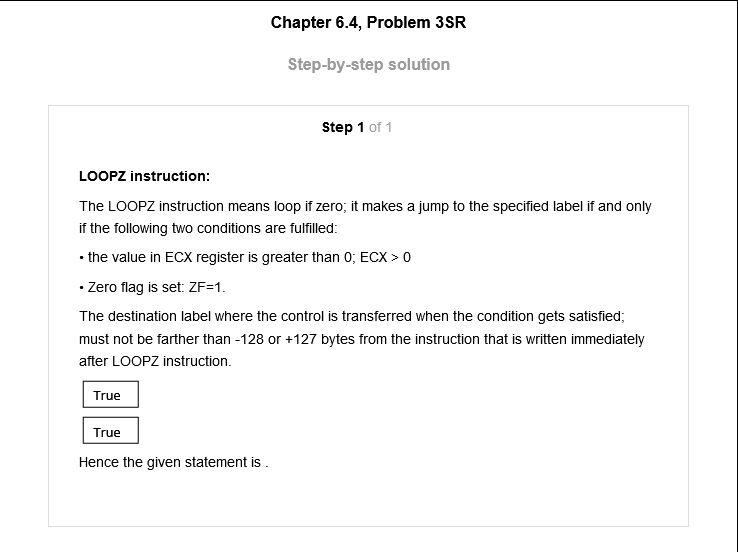 Chapter 6.4, Problem 3SR
Step-by-step solution
Step 1 of 1
LOOPZ instruction:
The LOOPZ instruction means loop if zero; it makes a jump to the specified label if and only
if the following two conditions are fulfilled:
• the value in ECX register is greater than 0; ECX > 0
• Zero flag is set: ZF=1.
The destination label where the control is transferred when the condition gets satisfied;
must not be farther than -128 or +127 bytes from the instruction that is written immediately
after LOOPZ instruction.
True
True
Hence the given statement is .